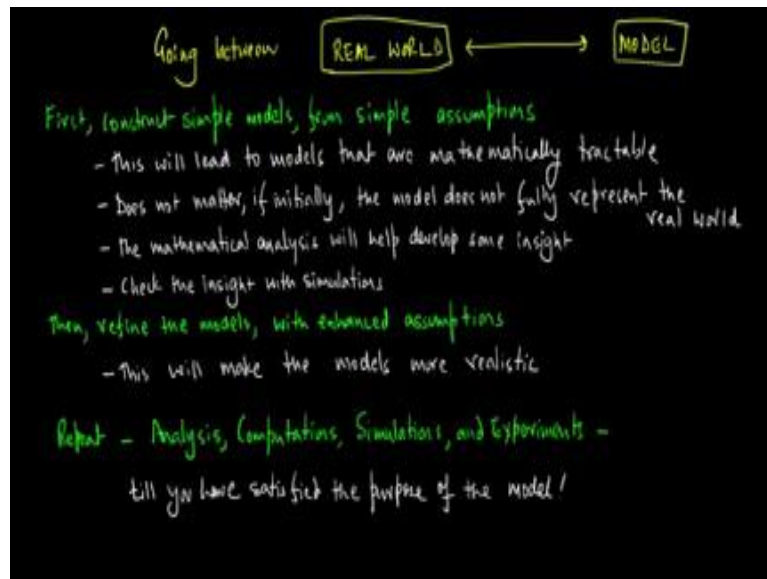 Going between REAL WORLD ⟷ MODEL
First, construct simple models, from simple assumptions
- This will lead to models that are mathematically tractable
- Does not matter, if initially, the model does not fully represent the
real world
- The mathematical analysis will help develop some insight
- Check the insight with simulations
Then, refine the models, with enhanced assumptions
- This will make the models more realistic
Repeat - Analysis, Computations, Simulations, and Experiments -
till you have satisfied the purpose of the model!